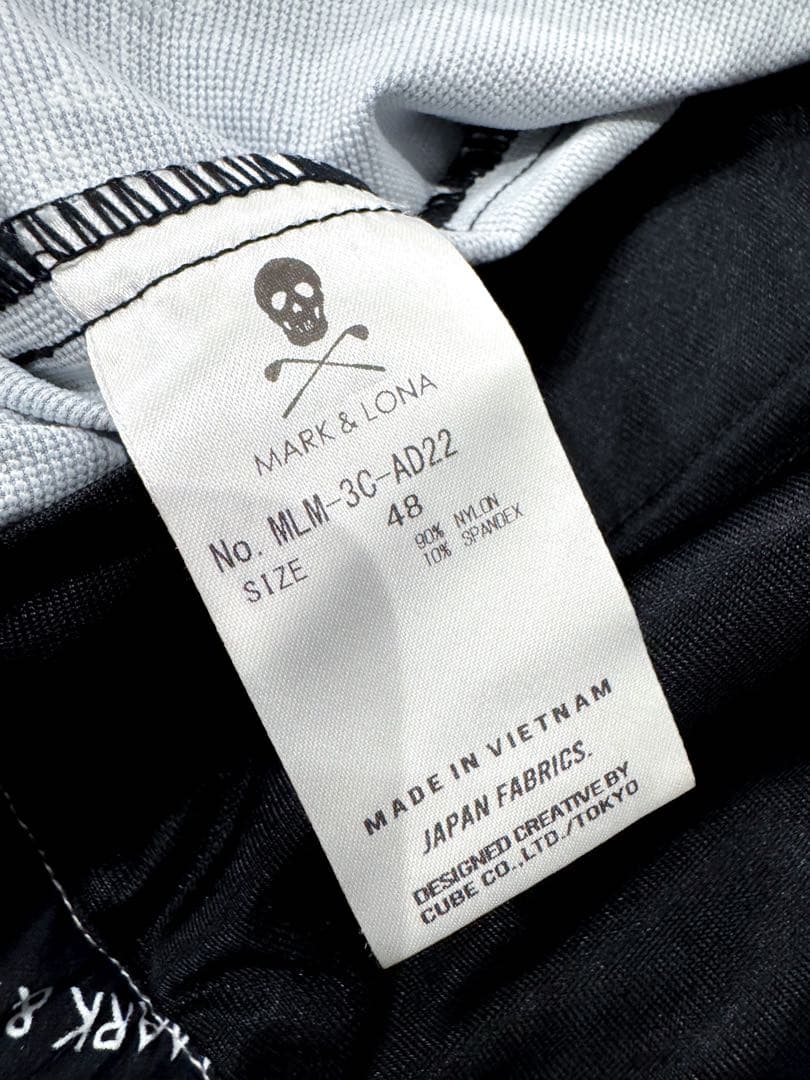 MARK & LONA
No. MLM-3C-AD22
SIZE 48
90% NYLON
10% SPANDEX
MADE IN VIETNAM
JAPAN FABRICS.
DESIGNED CREATIVE BY
CUBE CO.,LTD./TOKYO
MARK &